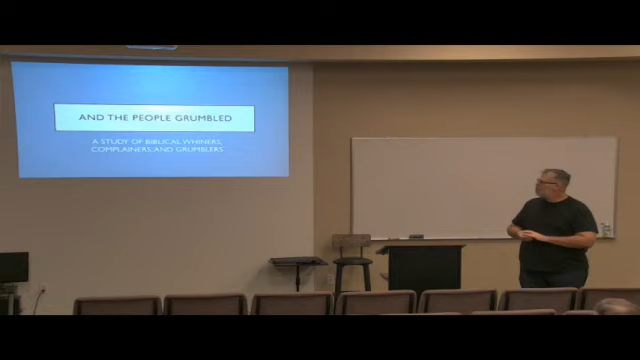 AND THE PEOPLE GRUMBLED
A STUDY OF BIBLICAL WHINERS,
COMPLAINERS AND GRUMBLERS